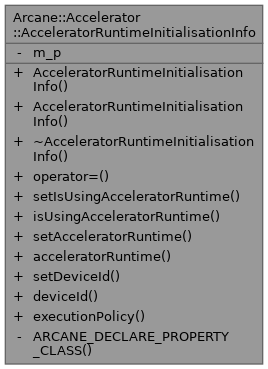 Arcane::Accelerator
::AcceleratorRuntimeInitialisationInfo
- m_p
+ AcceleratorRuntimeInitialisation
Info()
+ AcceleratorRuntimeInitialisation
Info()
+ ~AcceleratorRuntimeInitialisation
Info()
+ operator=()
+ setIsUsingAcceleratorRuntime()
+ isUsingAcceleratorRuntime()
+ setAcceleratorRuntime()
+ acceleratorRuntime()
+ setDeviceId()
+ deviceId()
+ executionPolicy()
- ARCANE_DECLARE_PROPERTY
_CLASS()